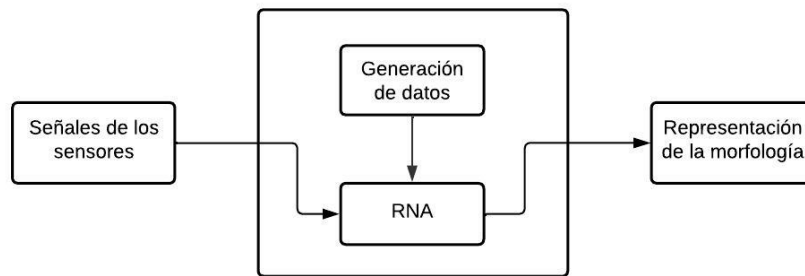 Señales de los
sensores
Generación
de datos
RNA
Representación
de la morfología